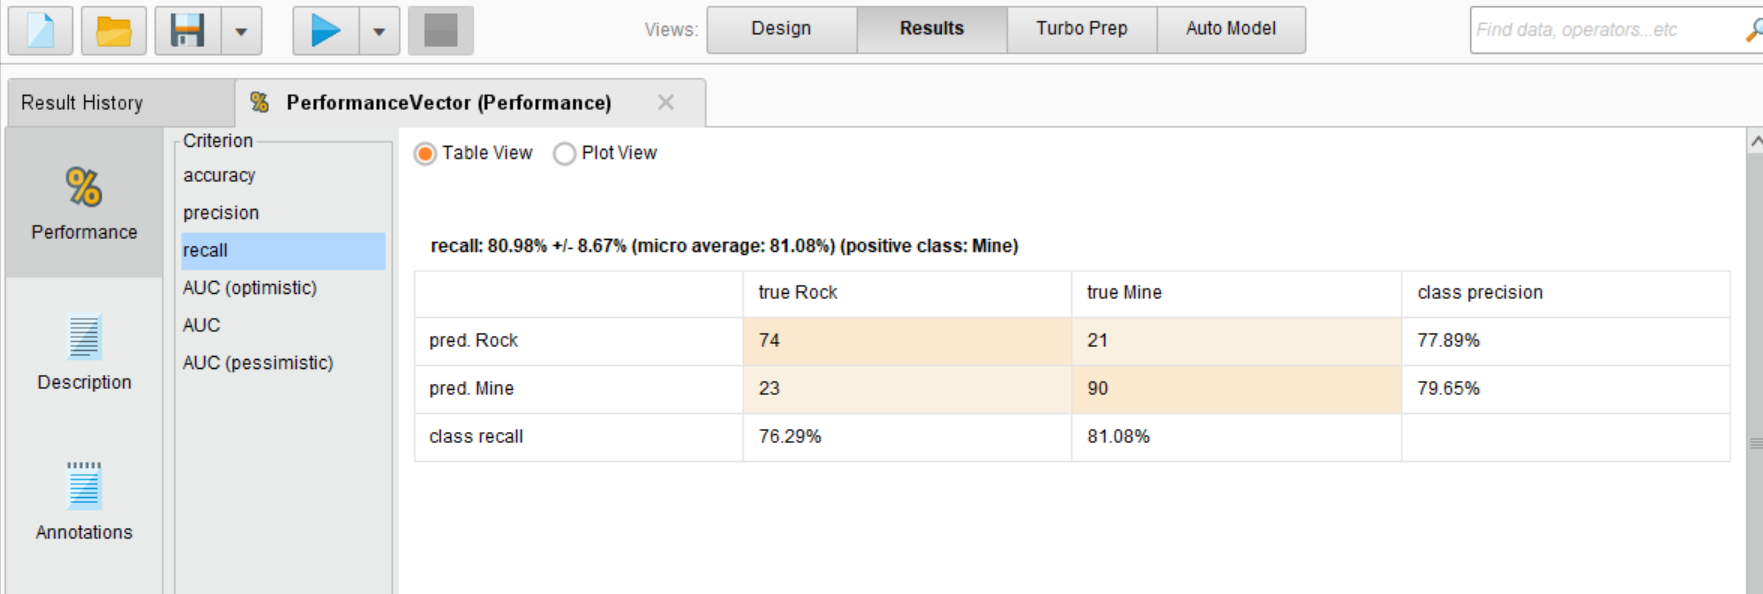 Views: Design Results Turbo Prep Auto Model Find data, operators...etc
Result History PerformanceVector (Performance)
Performance
Description
Annotations
Criterion
accuracy
precision
recall
AUC (optimistic)
AUC
AUC (pessimistic)
Table View Plot View
recall: 80.98% +/- 8.67% (micro average: 81.08%) (positive class: Mine)
true Rock true Mine class precision
pred. Rock 74 21 77.89%
pred. Mine 23 90 79.65%
class recall 76.29% 81.08%